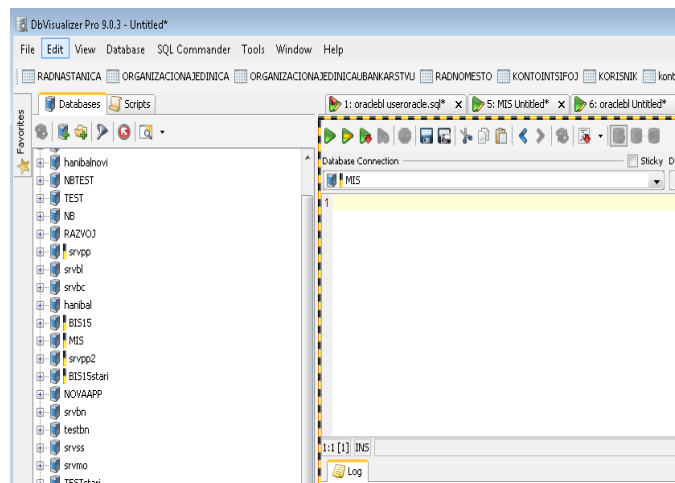 DbVisualizer Pro 9.0.3 - Untitled*
File Edit View Database SQL Commander Tools Window Help
RADNASTANICA ORGANIZACIONAJEDINICA ORGANIZACIONAJEDINICAUBANKARSTVU RADNOMESTO KONTOINTSIFOJ KORISNIK kont
Favorites
Databases Scripts
1: oraclebl useroracle.sql* x 5: MIS Untitled* x 6: oraclebl Untitled*
Database Connection Sticky D
MIS
1
hanibalnovi
NBTEST
TEST
NB
RAZVOJ
srvpp
srvbl
srvbc
hanibal
BIS15
MIS
srvpp2
BIS15stari
NOVAAPP
srvbn
testbn
srvss
srvmo
TESTstari
1:1 [1] INS
Log